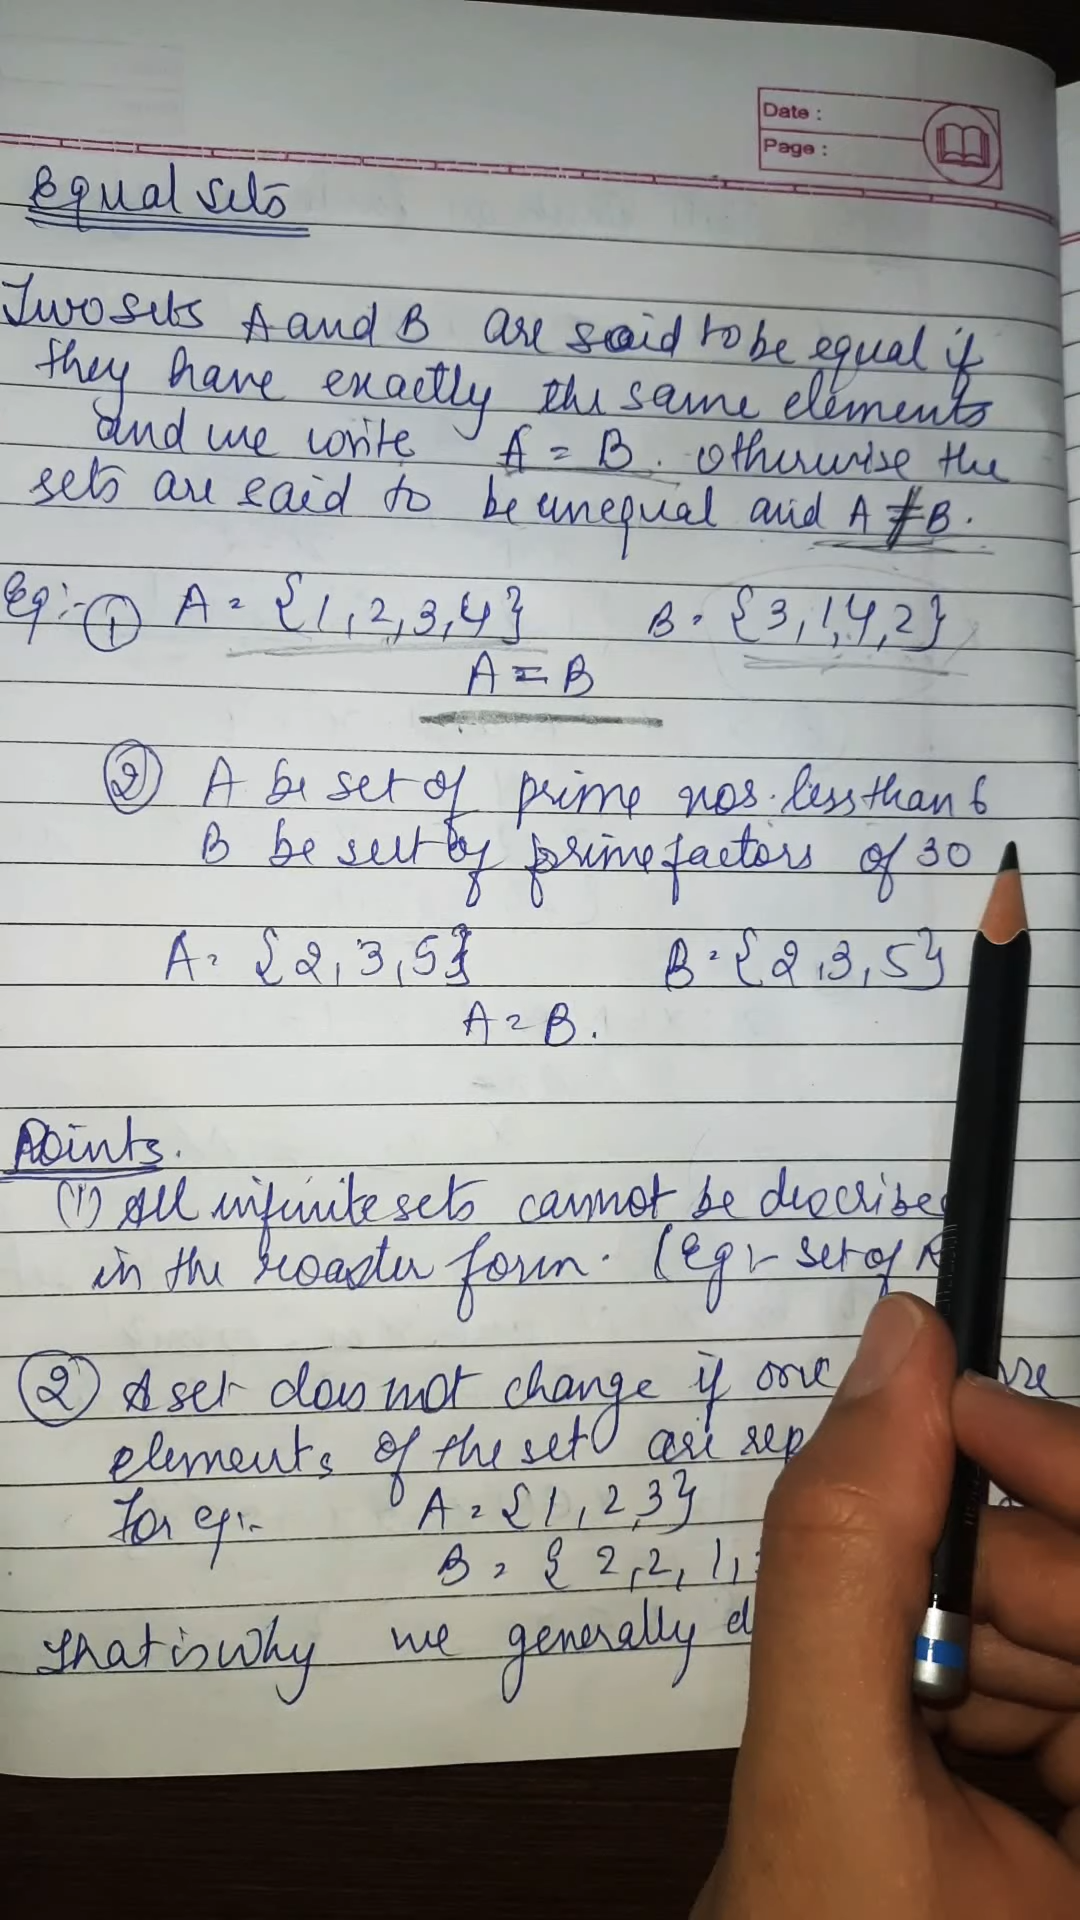 Date :
Page :
Equal Sets
Two sets A and B are said to be equal if
they have exactly the same elements
and we write A = B. otherwise the
sets are said to be unequal and A ≠ B.
Eg:- ① A = {1, 2, 3, 4} B = {3, 1, 4, 2}
A = B
② A be set of prime nos. less than 6
B be set of prime factors of 30
A = {2, 3, 5} B = {2, 3, 5}
A = B.
Points.
(1) All infinite sets cannot be describe
in the roaster form. (Eg:- Set of R
② A set does not change if one
elements of the set are rep
For eg:- A = {1, 2, 3}
B = { 2, 2, 1,
That is why we generally d